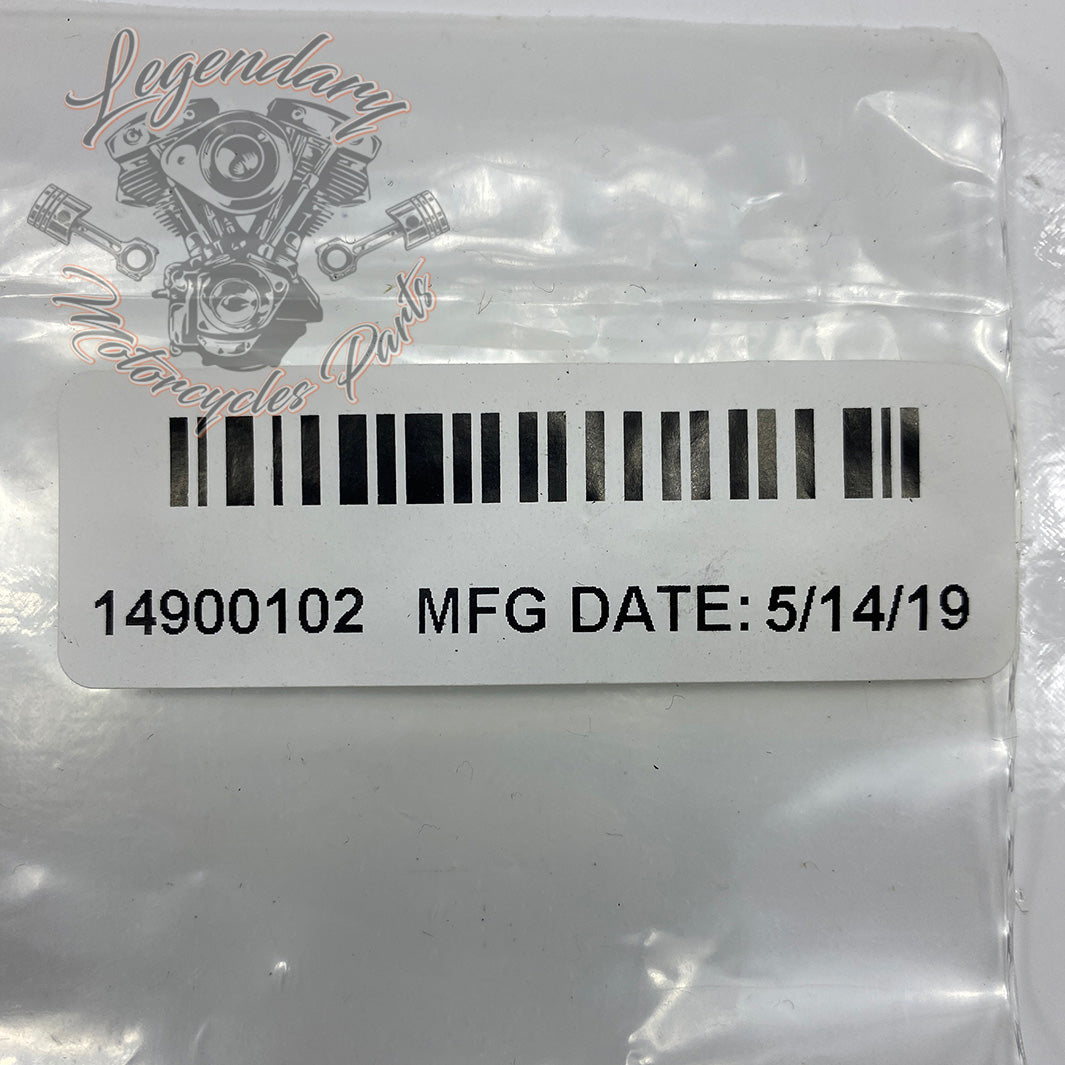 Legendary
Motorcycles Parts
14900102 MFG DATE: 5/14/19